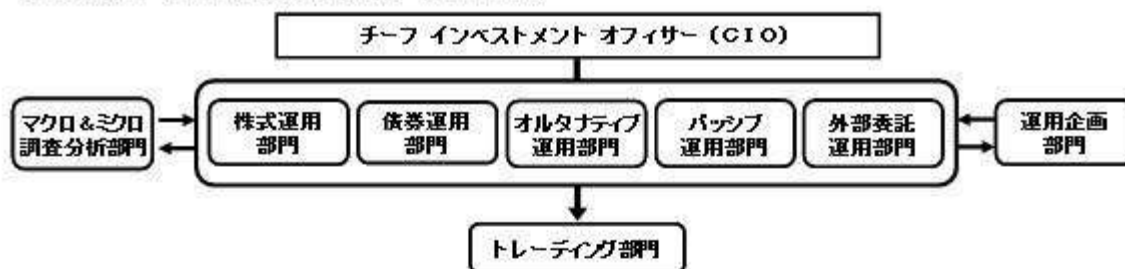 チーフ インベストメント オフィサー (CIO)
マクロ&ミクロ
調査分析部門
株式運用
部門
債券運用
部門
オルタナティブ
運用部門
パッシブ
運用部門
外部委託
運用部門
運用企画
部門
トレーディング部門